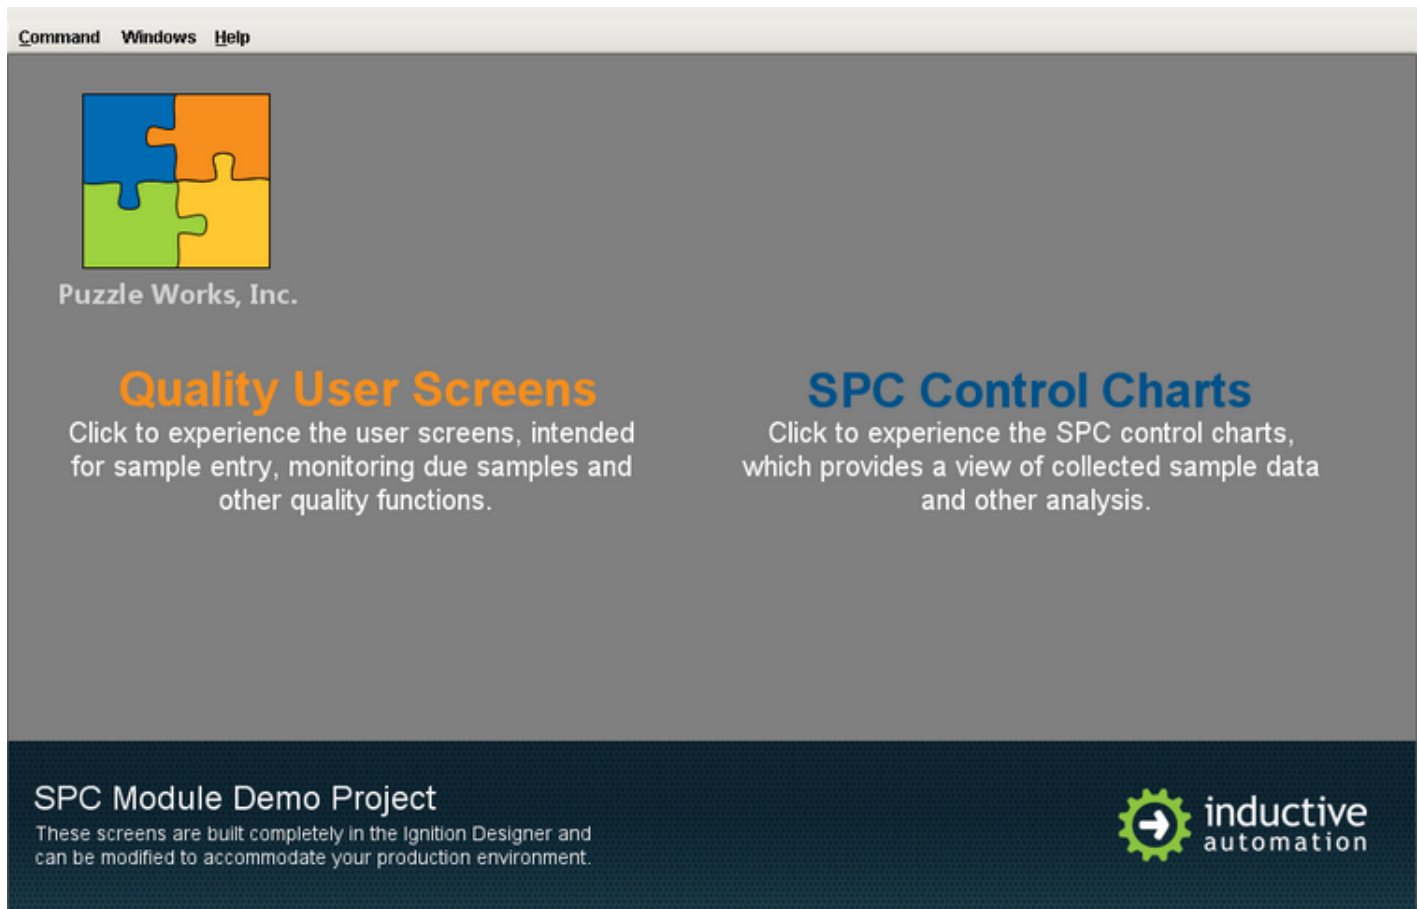 Command Windows Help
Puzzle Works, Inc.
Quality User Screens
Click to experience the user screens, intended
for sample entry, monitoring due samples and
other quality functions.
SPC Control Charts
Click to experience the SPC control charts,
which provides a view of collected sample data
and other analysis.
SPC Module Demo Project
These screens are built completely in the Ignition Designer and
can be modified to accommodate your production environment.
inductive
automation